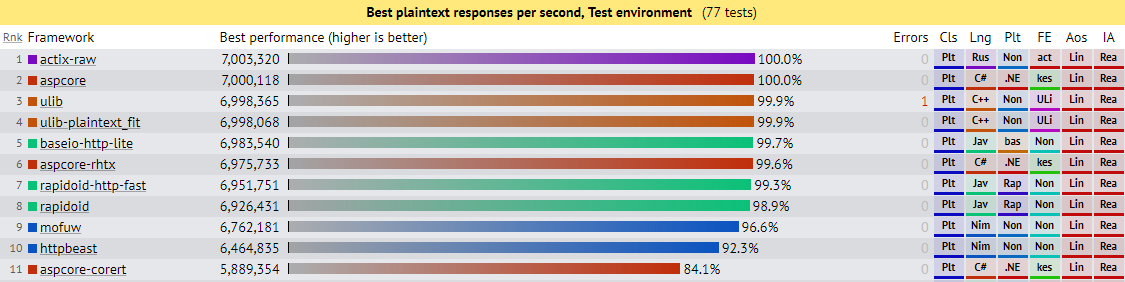 Best plaintext responses per second, Test environment (77 tests)
Rnk Framework Best performance (higher is better) Errors Cls Lng Plt FE Aos IA
1 actix-raw 7,003,320 100.0% 0 Plt Rus Non act Lin Rea
2 aspcore 7,000,118 100.0% 0 Plt C# .NE kes Lin Rea
3 ulib 6,998,365 99.9% 1 Plt C++ Non ULi Lin Rea
4 ulib-plaintext_fit 6,998,068 99.9% 0 Plt C++ Non ULi Lin Rea
5 baseio-http-lite 6,983,540 99.7% 0 Plt Jav bas Non Lin Rea
6 aspcore-rhtx 6,975,733 99.6% 0 Plt C# .NE kes Lin Rea
7 rapidoid-http-fast 6,951,751 99.3% 0 Plt Jav Rap Non Lin Rea
8 rapidoid 6,926,431 98.9% 0 Plt Jav Rap Non Lin Rea
9 mofuw 6,762,181 96.6% 0 Plt Nim Non Non Lin Rea
10 httpbeast 6,464,835 92.3% 0 Plt Nim Non Non Lin Rea
11 aspcore-corert 5,889,354 84.1% 0 Plt C# .NE kes Lin Rea